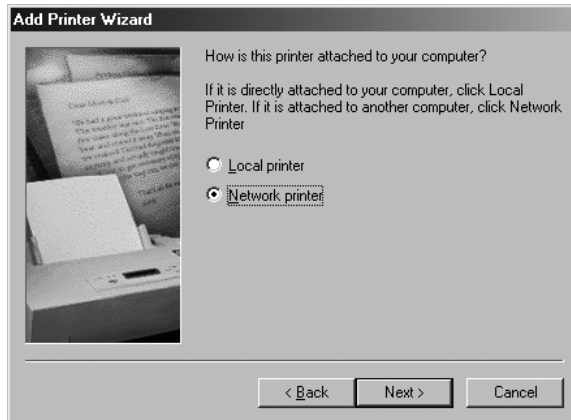 Add Printer Wizard
How is this printer attached to your computer?
If it is directly attached to your computer, click Local
Printer. If it is attached to another computer, click Network
Printer
Local printer
Network printer
< Back
Next >
Cancel